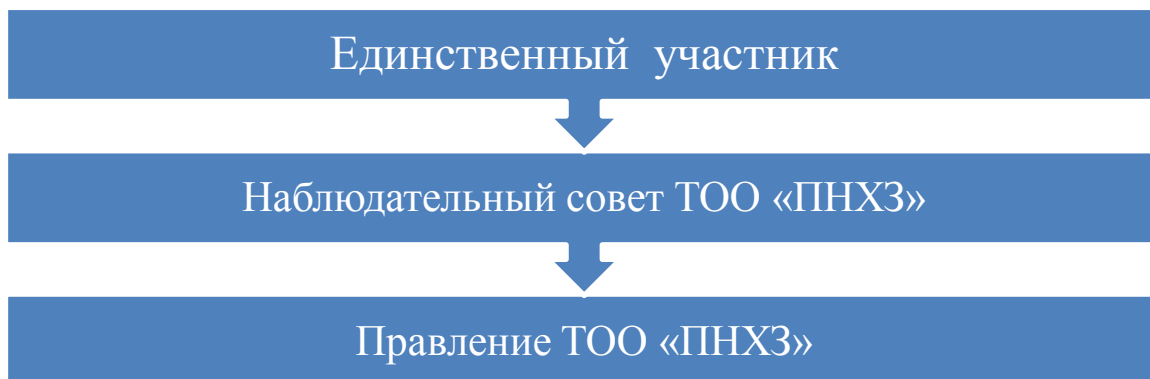 Единственный участник
Наблюдательный совет ТОО «ПНХЗ»
Правление ТОО «ПНХЗ»